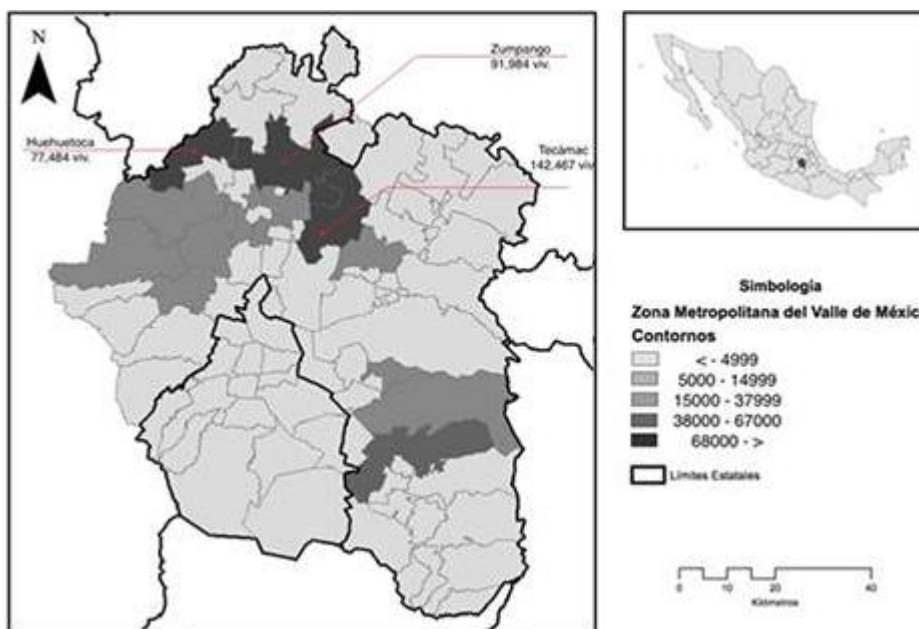 N
Zumpango
91,984 viv.
Huehuetoca
77,484 viv.
Tecámac
142,467 viv
Simbología
Zona Metropolitana del Valle de Méxic
Contornos
< - 4999
5000 - 14999
15000 - 37999
38000 - 67000
68000 - >
Límites Estatales
0 5 10 20 40
Kilómetros